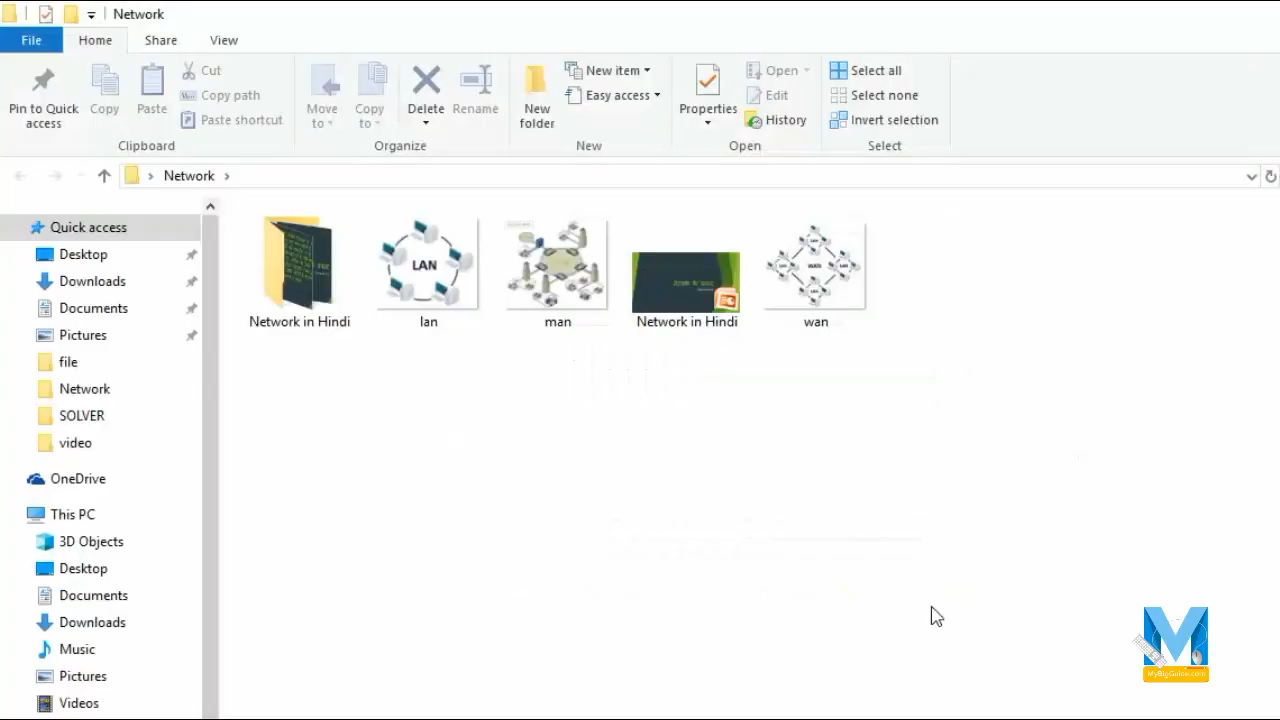 Network
File Home Share View
Pin to Quick access
Copy
Paste
Cut
Copy path
Paste shortcut
Clipboard
Move to
Copy to
Delete
Rename
Organize
New folder
New item
Easy access
New
Properties
Open
Edit
History
Open
Select all
Select none
Invert selection
Select
Network
Quick access
Desktop
Downloads
Documents
Pictures
file
Network
SOLVER
video
OneDrive
This PC
3D Objects
Desktop
Documents
Downloads
Music
Pictures
Videos
LAN
Network in Hindi
lan
man
Network in Hindi
wan
MyBigGuide.com